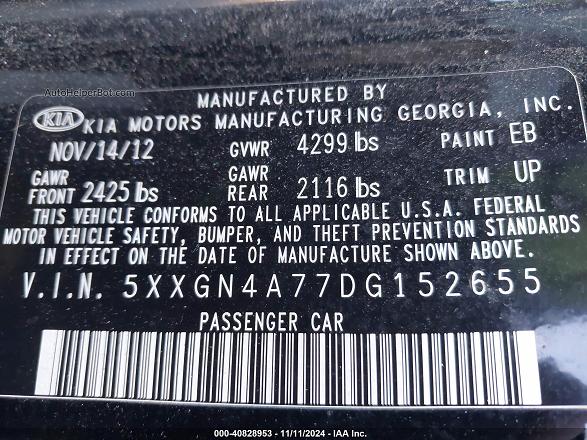 AutoHelperBot.com
MANUFACTURED BY
KIA KIA MOTORS MANUFACTURING GEORGIA, INC.
NOV/14/12 GVWR 4299 lbs PAINT EB
GAWR FRONT 2425 lbs GAWR REAR 2116 lbs TRIM UP
THIS VEHICLE CONFORMS TO ALL APPLICABLE U.S.A. FEDERAL
MOTOR VEHICLE SAFETY, BUMPER, AND THEFT PREVENTION STANDARDS
IN EFFECT ON THE DATE OF MANUFACTURE SHOWN ABOVE.
V.I.N. 5XXGN4A77DG152655
PASSENGER CAR
000-40828953 – 11/11/2024 – IAA Inc.